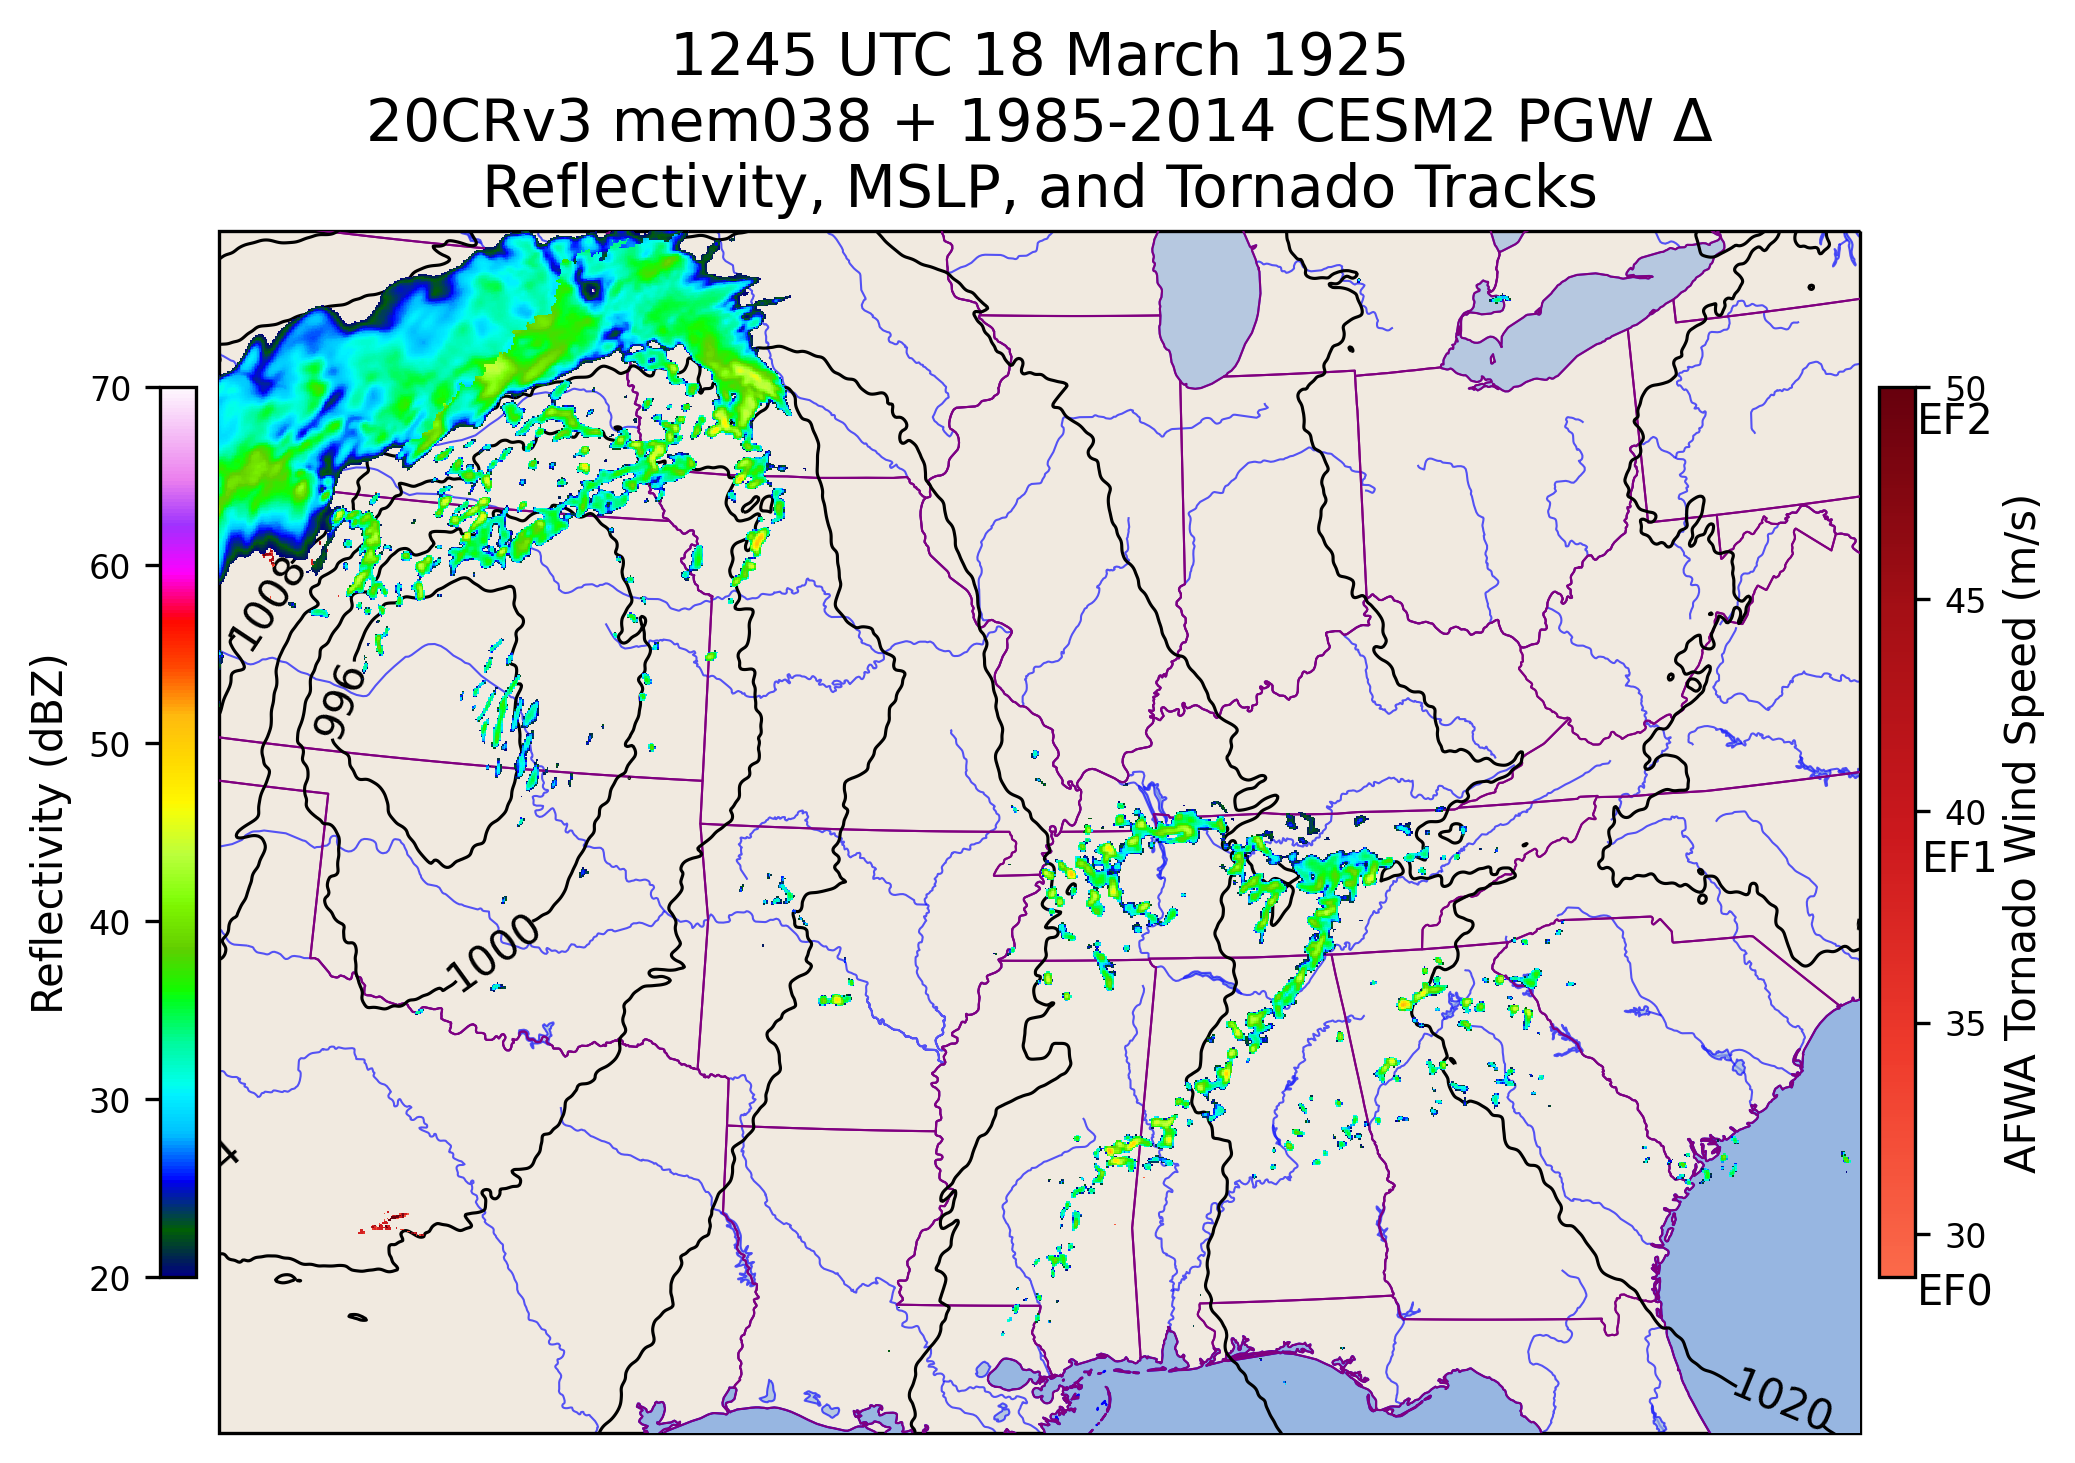 1245 UTC 18 March 1925
20CRv3 mem038 + 1985-2014 CESM2 PGW Δ
Reflectivity, MSLP, and Tornado Tracks
Reflectivity (dBZ)
70
60
50
40
30
20
1008
996
1000
4
1020
50
EF2
45
40
EF1
35
30
EF0
AFWA Tornado Wind Speed (m/s)